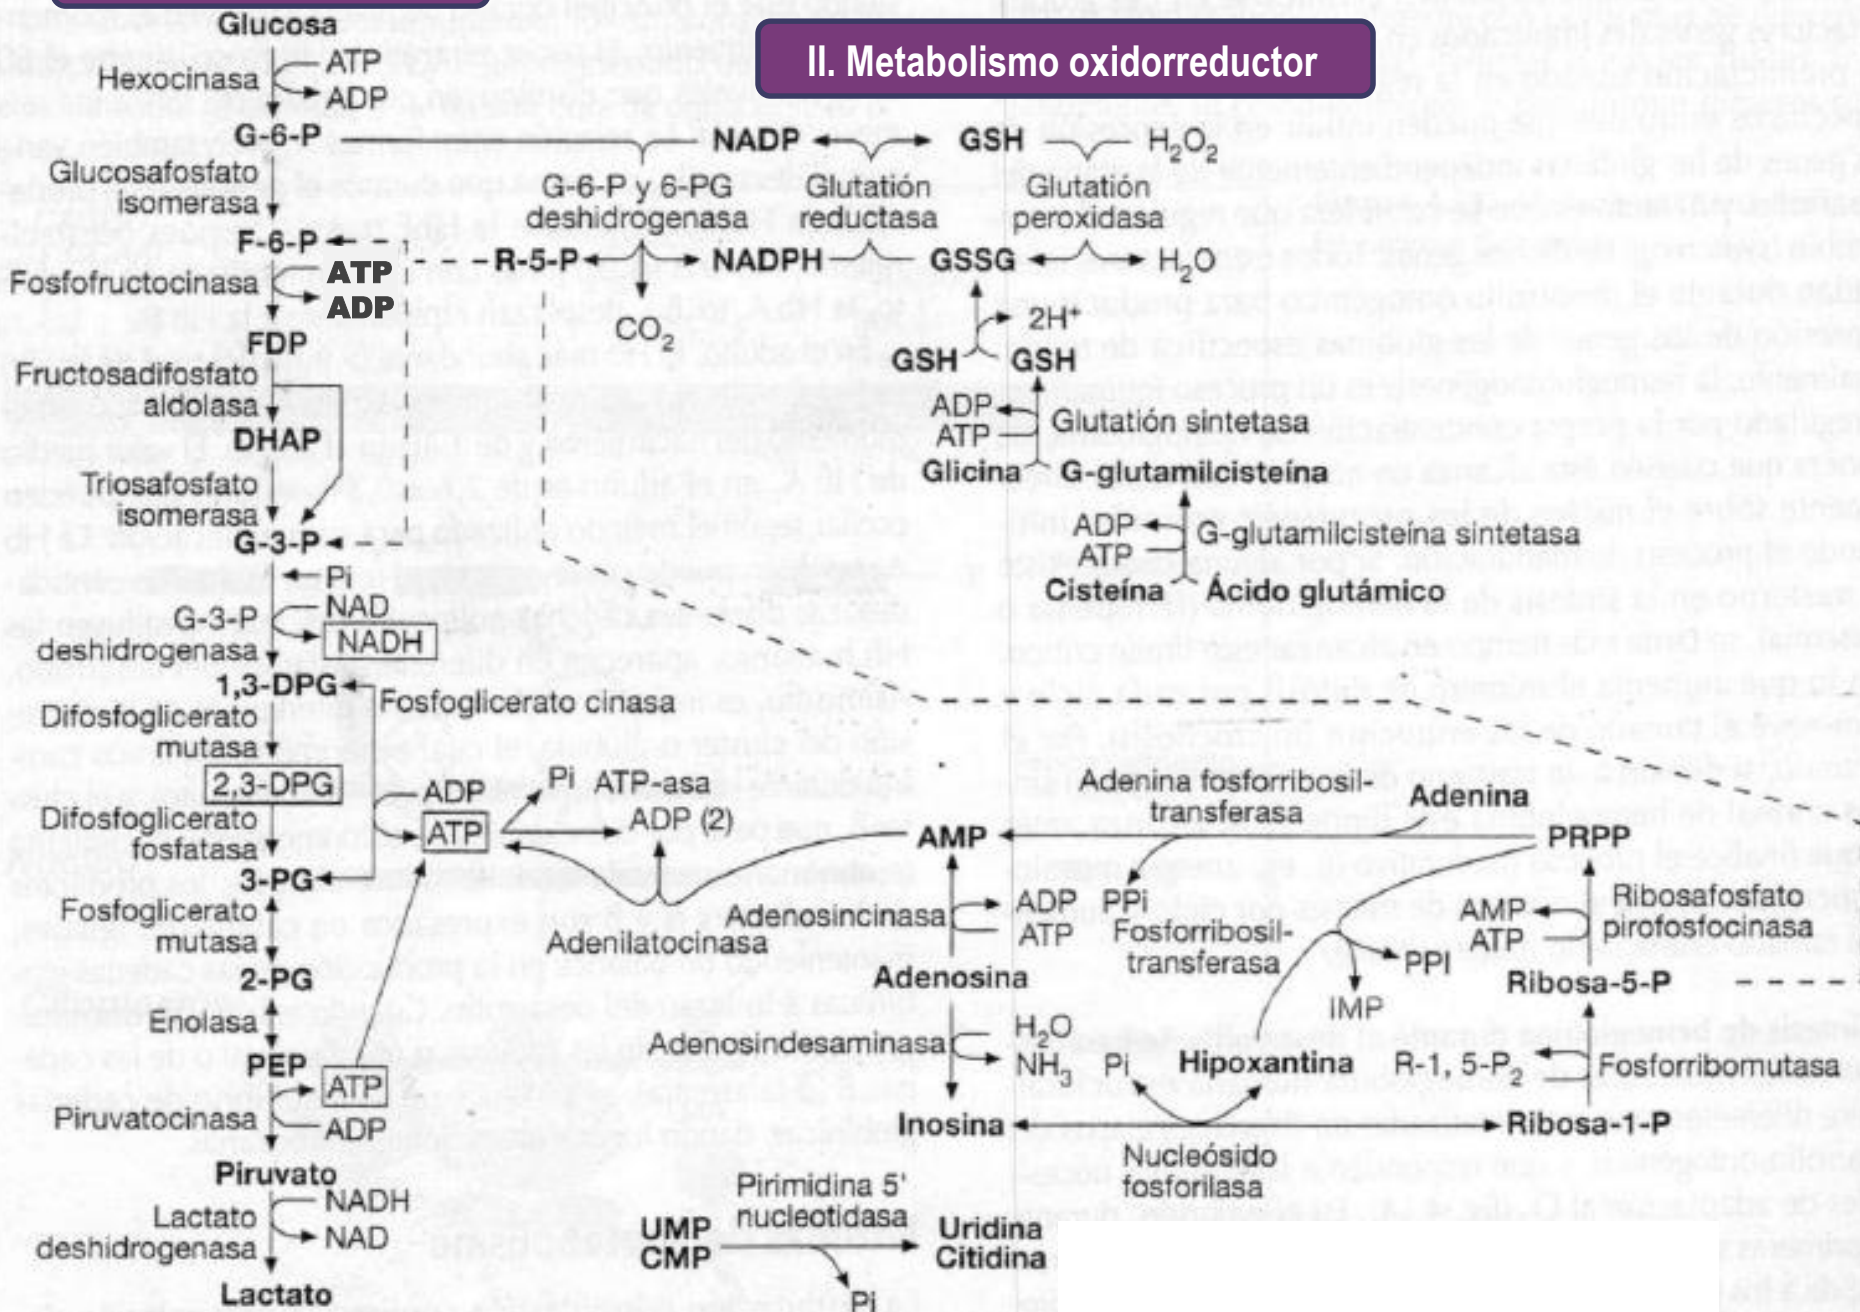 II. Metabolismo oxidorreductor
Glucosa
Hexocinasa
ATP
ADP
G-6-P
Glucosafosfato
isomerasa
F-6-P
Fosfofructocinasa
ATP
ADP
FDP
Fructosadifosfato
aldolasa
DHAP
Triosafosfato
isomerasa
G-3-P
Pi
G-3-P
deshidrogenasa
NAD
NADH
1,3-DPG
Fosfoglicerato cinasa
Difosfoglicerato
mutasa
2,3-DPG
Difosfoglicerato
fosfatasa
ADP
ATP
3-PG
Fosfoglicerato
mutasa
2-PG
Enolasa
PEP
Piruvatocinasa
ATP
ADP
Piruvato
Lactato
deshidrogenasa
NADH
NAD
Lactato
NADP
GSH
H2O2
G-6-P y 6-PG
deshidrogenasa
Glutatión
reductasa
Glutatión
peroxidasa
R-5-P
NADPH
GSSG
H2O
CO2
2H+
GSH
GSH
ADP
ATP
Glutatión sintetasa
Glicina
G-glutamilcisteína
ADP
ATP
G-glutamilcisteína sintetasa
Cisteína
Ácido glutámico
Pi
ATP-asa
ADP (2)
Adenilatocinasa
AMP
Adenina fosforribosil-
transferasa
Adenina
PRPP
Adenosincinasa
ADP
ATP
PPi
Fosforribosil-
transferasa
PPI
IMP
AMP
ATP
Ribosafosfato
pirofosfocinasa
Adenosina
Ribosa-5-P
Adenosindesaminasa
H2O
NH3
Pi
Hipoxantina
R-1, 5-P2
Fosforribomutasa
Inosina
Ribosa-1-P
Nucleósido
fosforilasa
Pirimidina 5'
nucleotidasa
UMP
CMP
Uridina
Citidina
Pi